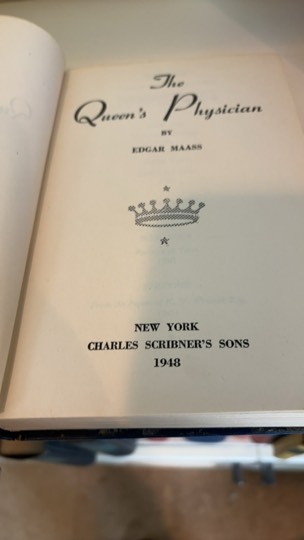 The
Queen's Physician
BY
EDGAR MAASS
NEW YORK
CHARLES SCRIBNER'S SONS
1948